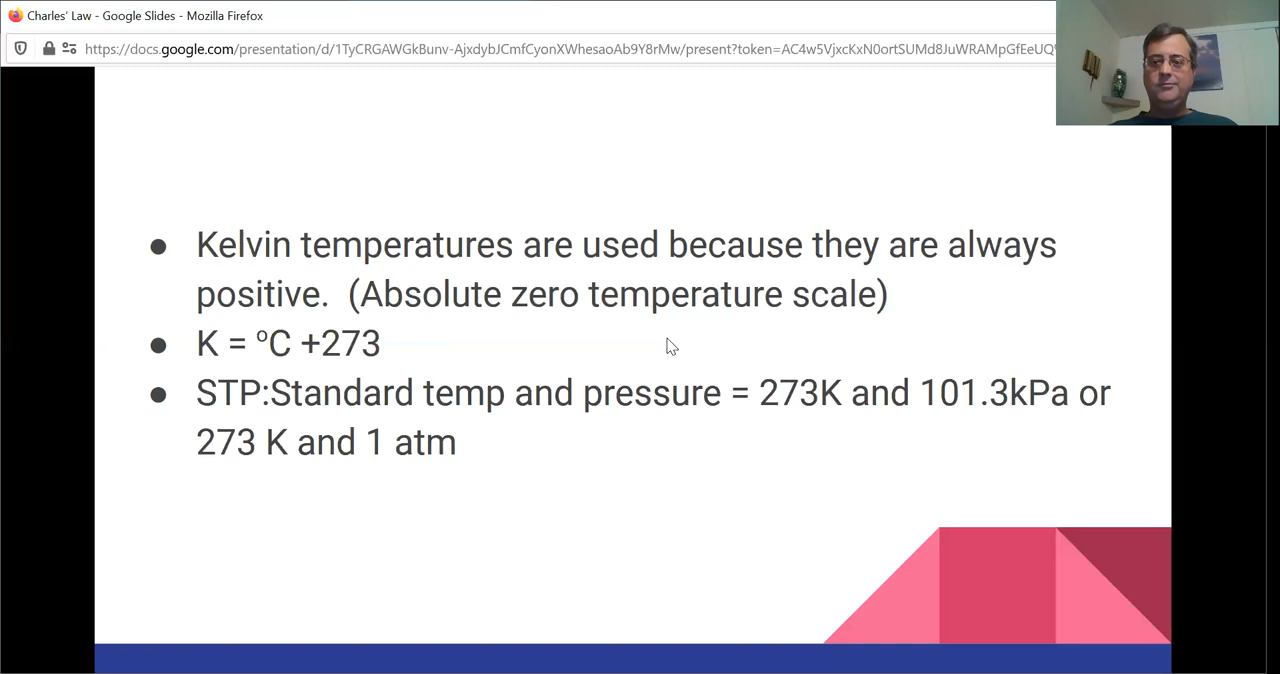 Charles’ Law - Google Slides - Mozilla Firefox
https://docs.google.com/presentation/d/1TyCRGAWGkBunv-AjxdybJCmfCyonXWhesaoAb9Y8rMw/present?token=AC4w5VjxcKxN0ortSUMd8JuWRAMpGfEeUQ
● Kelvin temperatures are used because they are always
positive.  (Absolute zero temperature scale)
● K = ºC +273
● STP:Standard temp and pressure = 273K and 101.3kPa or
273 K and 1 atm